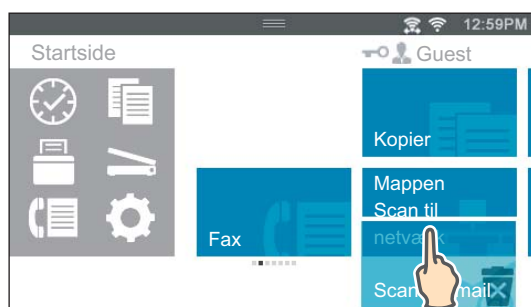 12:59PM
Startside
Guest
Kopier
Mappen
Scan til
netværk
Fax
Scan mail